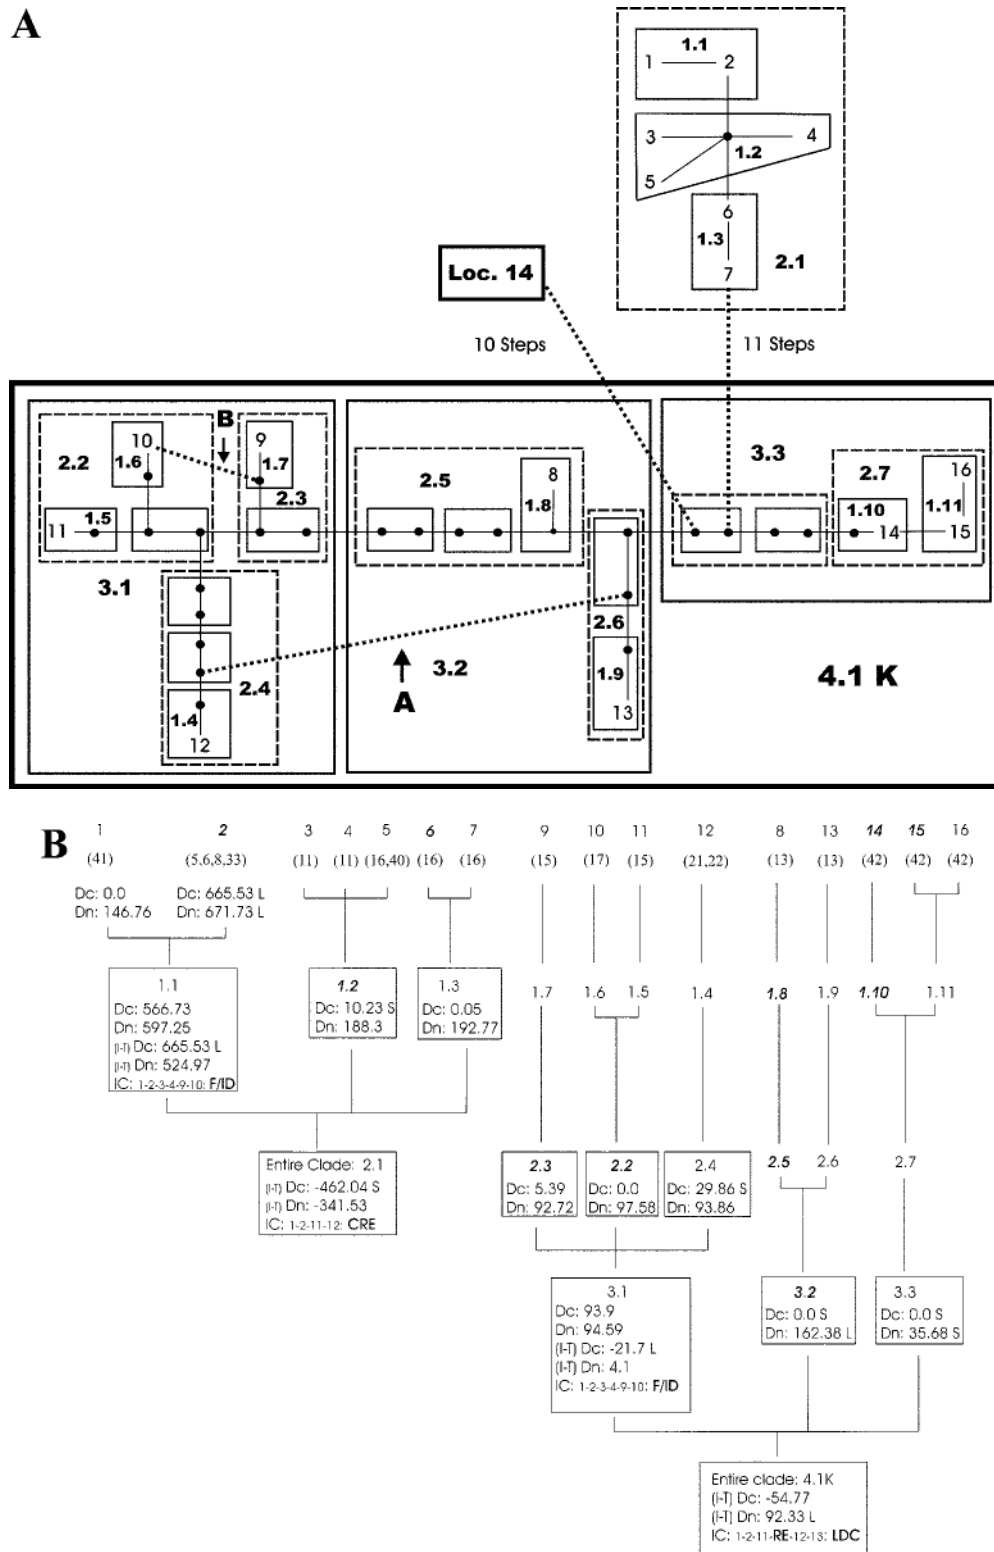 A
1.1
1 2
3 4
1.2
5
6
1.3
7
2.1
Loc. 14
10 Steps
11 Steps
B
10
9
2.2
1.6
1.7
2.3
11
1.5
3.1
2.5
8
1.8
3.3
2.7
16
1.10
1.11
14
15
2.6
3.2
A
1.9
13
4.1 K
2.4
1.4
12
B
1 2 3 4 5 6 7 9 10 11 12 8 13 14 15 16
(41) (5,6,8,33) (11) (11) (16,40) (16) (16) (15) (17) (15) (21,22) (13) (13) (42) (42) (42)
Dc: 0.0
Dn: 146.76
Dc: 665.53 L
Dn: 671.73 L
1.1
Dc: 566.73
Dn: 597.25
(I-T) Dc: 665.53 L
(I-T) Dn: 524.97
IC: 1-2-3-4-9-10: F/ID
1.2
Dc: 10.23 S
Dn: 188.3
1.3
Dc: 0.05
Dn: 192.77
1.7 1.6 1.5 1.4 1.8 1.9 1.10 1.11
Entire Clade: 2.1
(I-T) Dc: -462.04 S
(I-T) Dn: -341.53
IC: 1-2-11-12: CRE
2.3
Dc: 5.39
Dn: 92.72
2.2
Dc: 0.0
Dn: 97.58
2.4
Dc: 29.86 S
Dn: 93.86
2.5 2.6 2.7
3.1
Dc: 93.9
Dn: 94.59
(I-T) Dc: -21.7 L
(I-T) Dn: 4.1
IC: 1-2-3-4-9-10: F/ID
3.2
Dc: 0.0 S
Dn: 162.38 L
3.3
Dc: 0.0 S
Dn: 35.68 S
Entire clade: 4.1K
(I-T) Dc: -54.77
(I-T) Dn: 92.33 L
IC: 1-2-11-RE-12-13: LDC